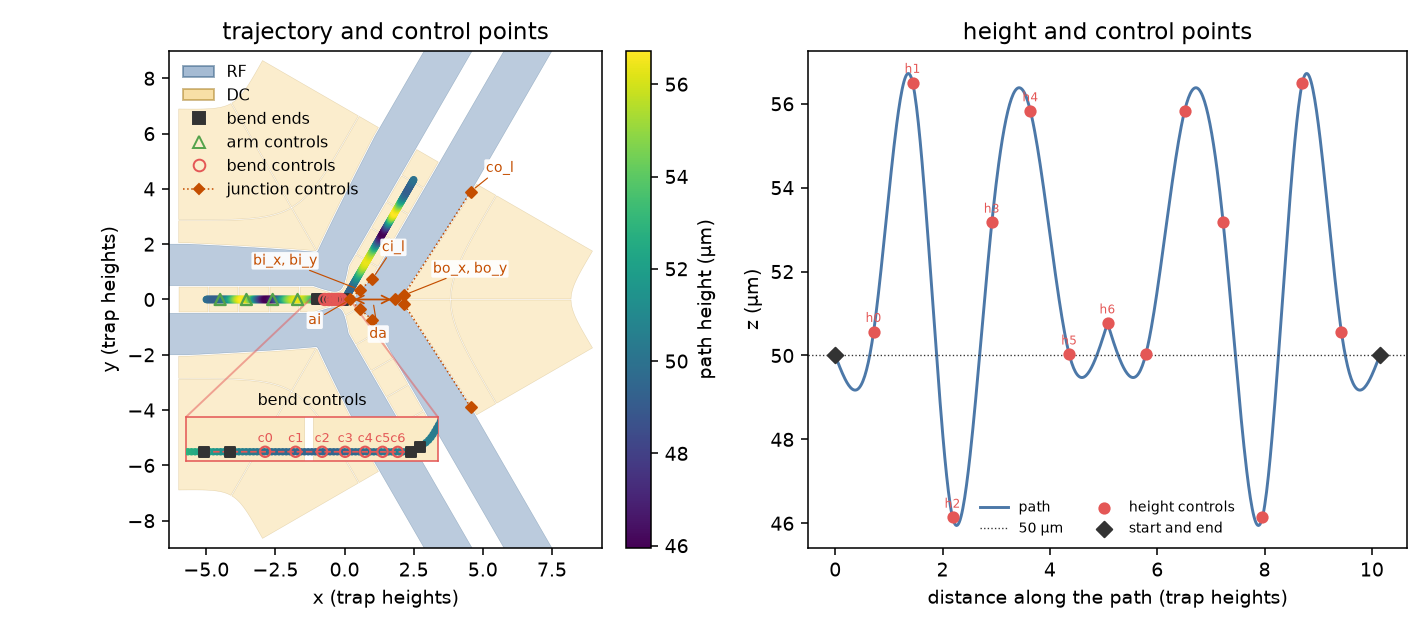 trajectory and control points
RF
DC
bend ends
arm controls
bend controls
junction controls
co_l
ci_l
bi_x, bi_y
bo_x, bo_y
ai
da
bend controls
c0 c1 c2 c3 c4 c5 c6
8
6
4
2
0
−2
−4
−6
−8
y (trap heights)
−5.0 −2.5 0.0 2.5 5.0 7.5
x (trap heights)
56
54
52
50
48
46
path height (μm)
height and control points
h1
h4
h3
h0
h6
h5
h2
path
50 μm
height controls
start and end
56
54
52
50
48
46
z (μm)
0 2 4 6 8 10
distance along the path (trap heights)